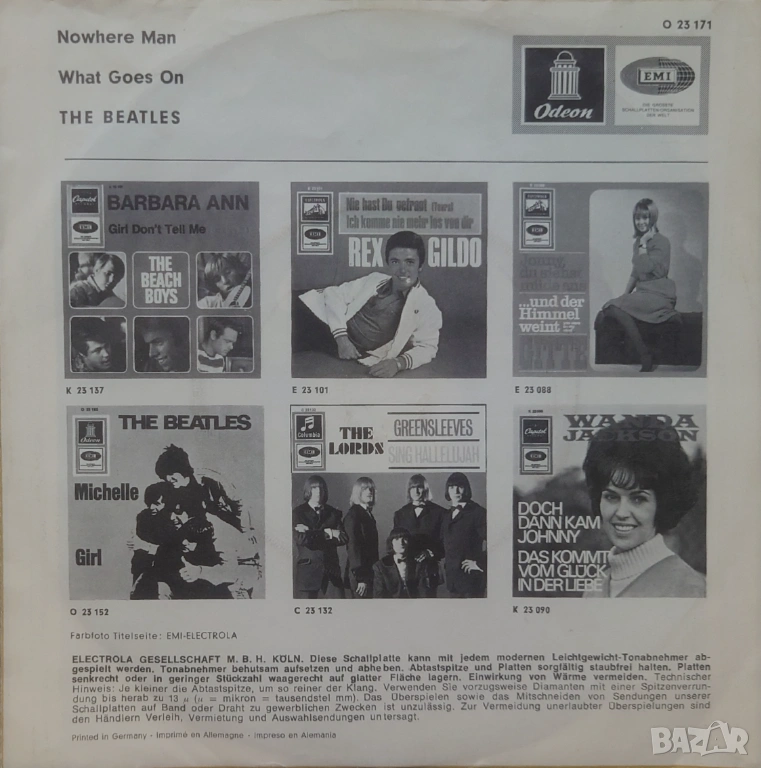 O 23 171
Nowhere Man
What Goes On
THE BEATLES
Odeon
EMI
DIE GRÖSSTE
SCHALLPLATTEN-ORGANISATION
DER WELT
Capitol
EMI
BARBARA ANN
Girl Don't Tell Me
THE
BEACH
BOYS
K 23 137
Nie hast Du gefragt
Ich komme nie mehr los von dir
REX GILDO
E 23 101
...und der
Himmel
weint
GITTE
E 23 088
Odeon
THE BEATLES
Michelle
Girl
O 23 152
Columbia
THE
LORDS
GREENSLEEVES
SING HALLELUJAH
C 23 132
Capitol
WANDA
JACKSON
DOCH
DANN KAM
JOHNNY
DAS KOMMT
VOM GLÜCK
IN DER LIEBE
K 23 090
Farbfoto Titelseite: EMI-ELECTROLA
ELECTROLA GESELLSCHAFT M. B. H. KÖLN. Diese Schallplatte kann mit jedem modernen Leichtgewicht-Tonabnehmer ab-
gespielt werden. Tonabnehmer behutsam aufsetzen und abheben. Abtastspitze und Platten sorgfältig staubfrei halten. Platten
senkrecht oder in geringer Stückzahl waagerecht auf glatter Fläche lagern. Einwirkung von Wärme vermeiden. Technischer
Hinweis: Je kleiner die Abtastspitze, um so reiner der Klang. Verwenden Sie vorzugsweise Diamanten mit einer Spitzenverrun-
dung bis herab zu 13 µ (µ = mikron = tausendstel mm). Das Überspielen sowie das Mitschneiden von Sendungen unserer
Schallplatten auf Band oder Draht zu gewerblichen Zwecken ist unzulässig. Zur Vermeidung unerlaubter Überspielungen sind
den Händlern Verleih, Vermietung und Auswahlsendungen untersagt.
Printed in Germany - Imprimé en Allemagne - Impreso en Alemania
BAZAR